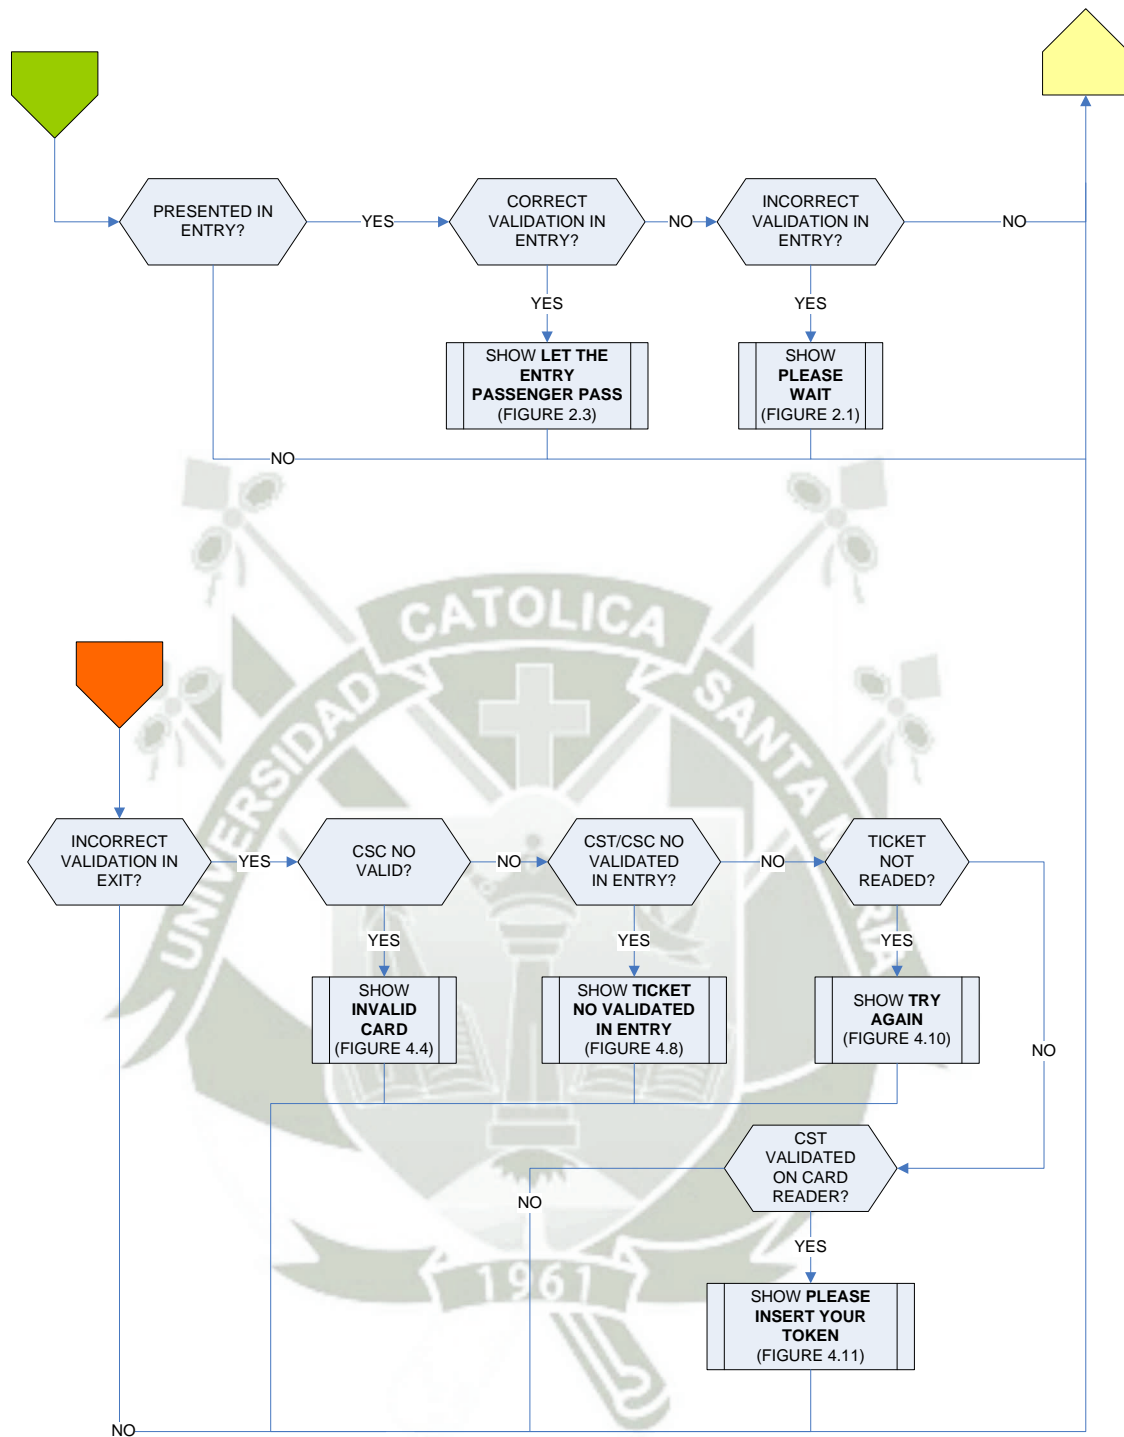 PRESENTED IN
ENTRY?
YES
CORRECT
VALIDATION IN
ENTRY?
NO
INCORRECT
VALIDATION IN
ENTRY?
NO
YES
YES
SHOW LET THE
ENTRY
PASSENGER PASS
(FIGURE 2.3)
SHOW
PLEASE
WAIT
(FIGURE 2.1)
NO
UNIVERSIDAD
CATOLICA
SANTA MARIA
INCORRECT
VALIDATION IN
EXIT?
YES
CSC NO
VALID?
NO
CST/CSC NO
VALIDATED
IN ENTRY?
NO
TICKET
NOT
READED?
YES
YES
YES
SHOW
INVALID
CARD
(FIGURE 4.4)
SHOW TICKET
NO VALIDATED
IN ENTRY
(FIGURE 4.8)
SHOW TRY
AGAIN
(FIGURE 4.10)
NO
CST
VALIDATED
ON CARD
READER?
NO
YES
1961
SHOW PLEASE
INSERT YOUR
TOKEN
(FIGURE 4.11)
NO